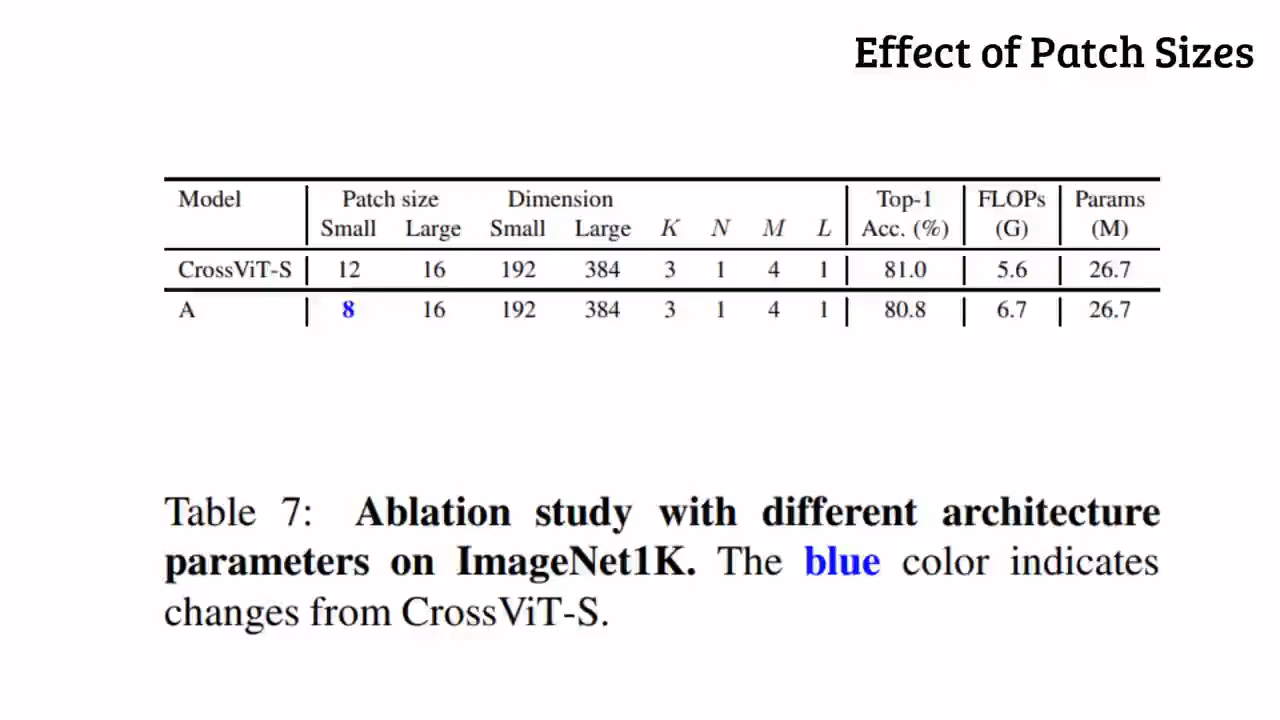 Effect of Patch Sizes
Model Patch size Dimension Top-1 FLOPs Params
Small Large Small Large K N M L Acc. (%) (G) (M)
CrossViT-S 12 16 192 384 3 1 4 1 81.0 5.6 26.7
A 8 16 192 384 3 1 4 1 80.8 6.7 26.7
Table 7: Ablation study with different architecture
parameters on ImageNet1K. The blue color indicates
changes from CrossViT-S.